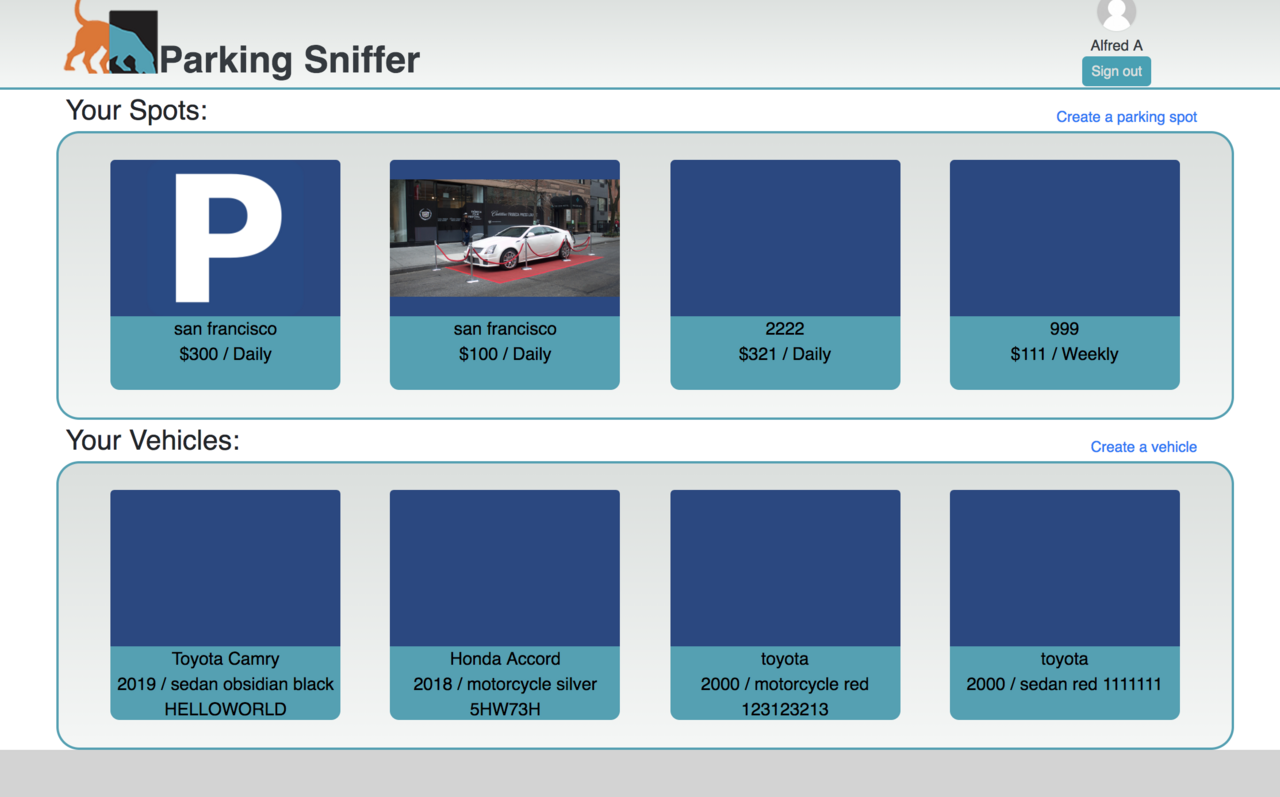 Parking Sniffer
Alfred A
Sign out
Your Spots:
Create a parking spot
P
san francisco
$300 / Daily
san francisco
$100 / Daily
2222
$321 / Daily
999
$111 / Weekly
Your Vehicles:
Create a vehicle
Toyota Camry
2019 / sedan obsidian black
HELLOWORLD
Honda Accord
2018 / motorcycle silver
5HW73H
toyota
2000 / motorcycle red
123123213
toyota
2000 / sedan red 1111111